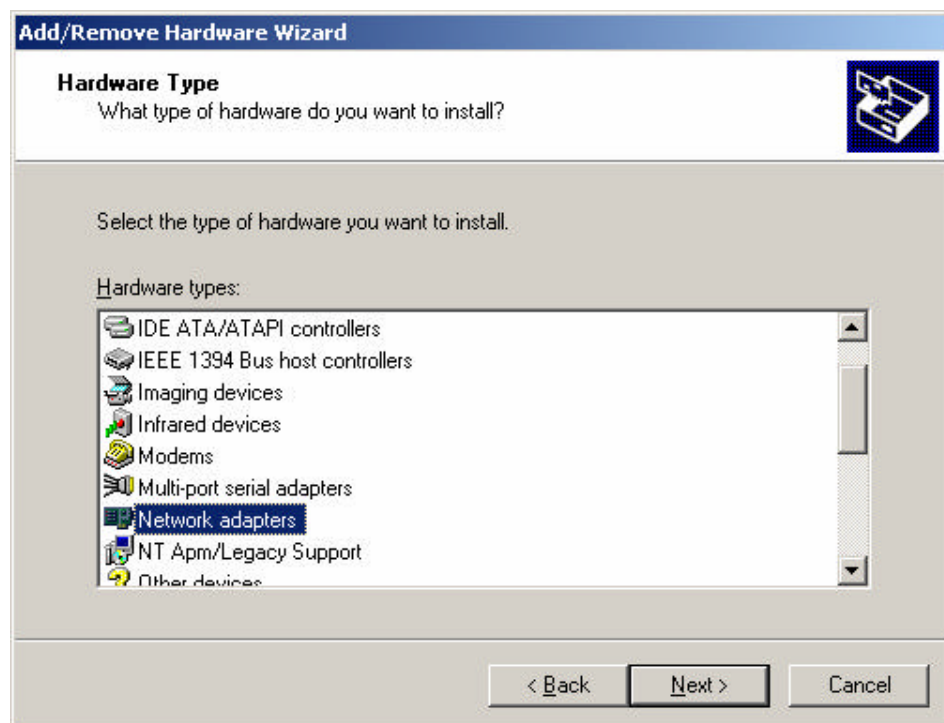 Add/Remove Hardware Wizard
Hardware Type
What type of hardware do you want to install?
Select the type of hardware you want to install.
Hardware types:
IDE ATA/ATAPI controllers
IEEE 1394 Bus host controllers
Imaging devices
Infrared devices
Modems
Multi-port serial adapters
Network adapters
NT Apm/Legacy Support
Other devices
< Back
Next >
Cancel